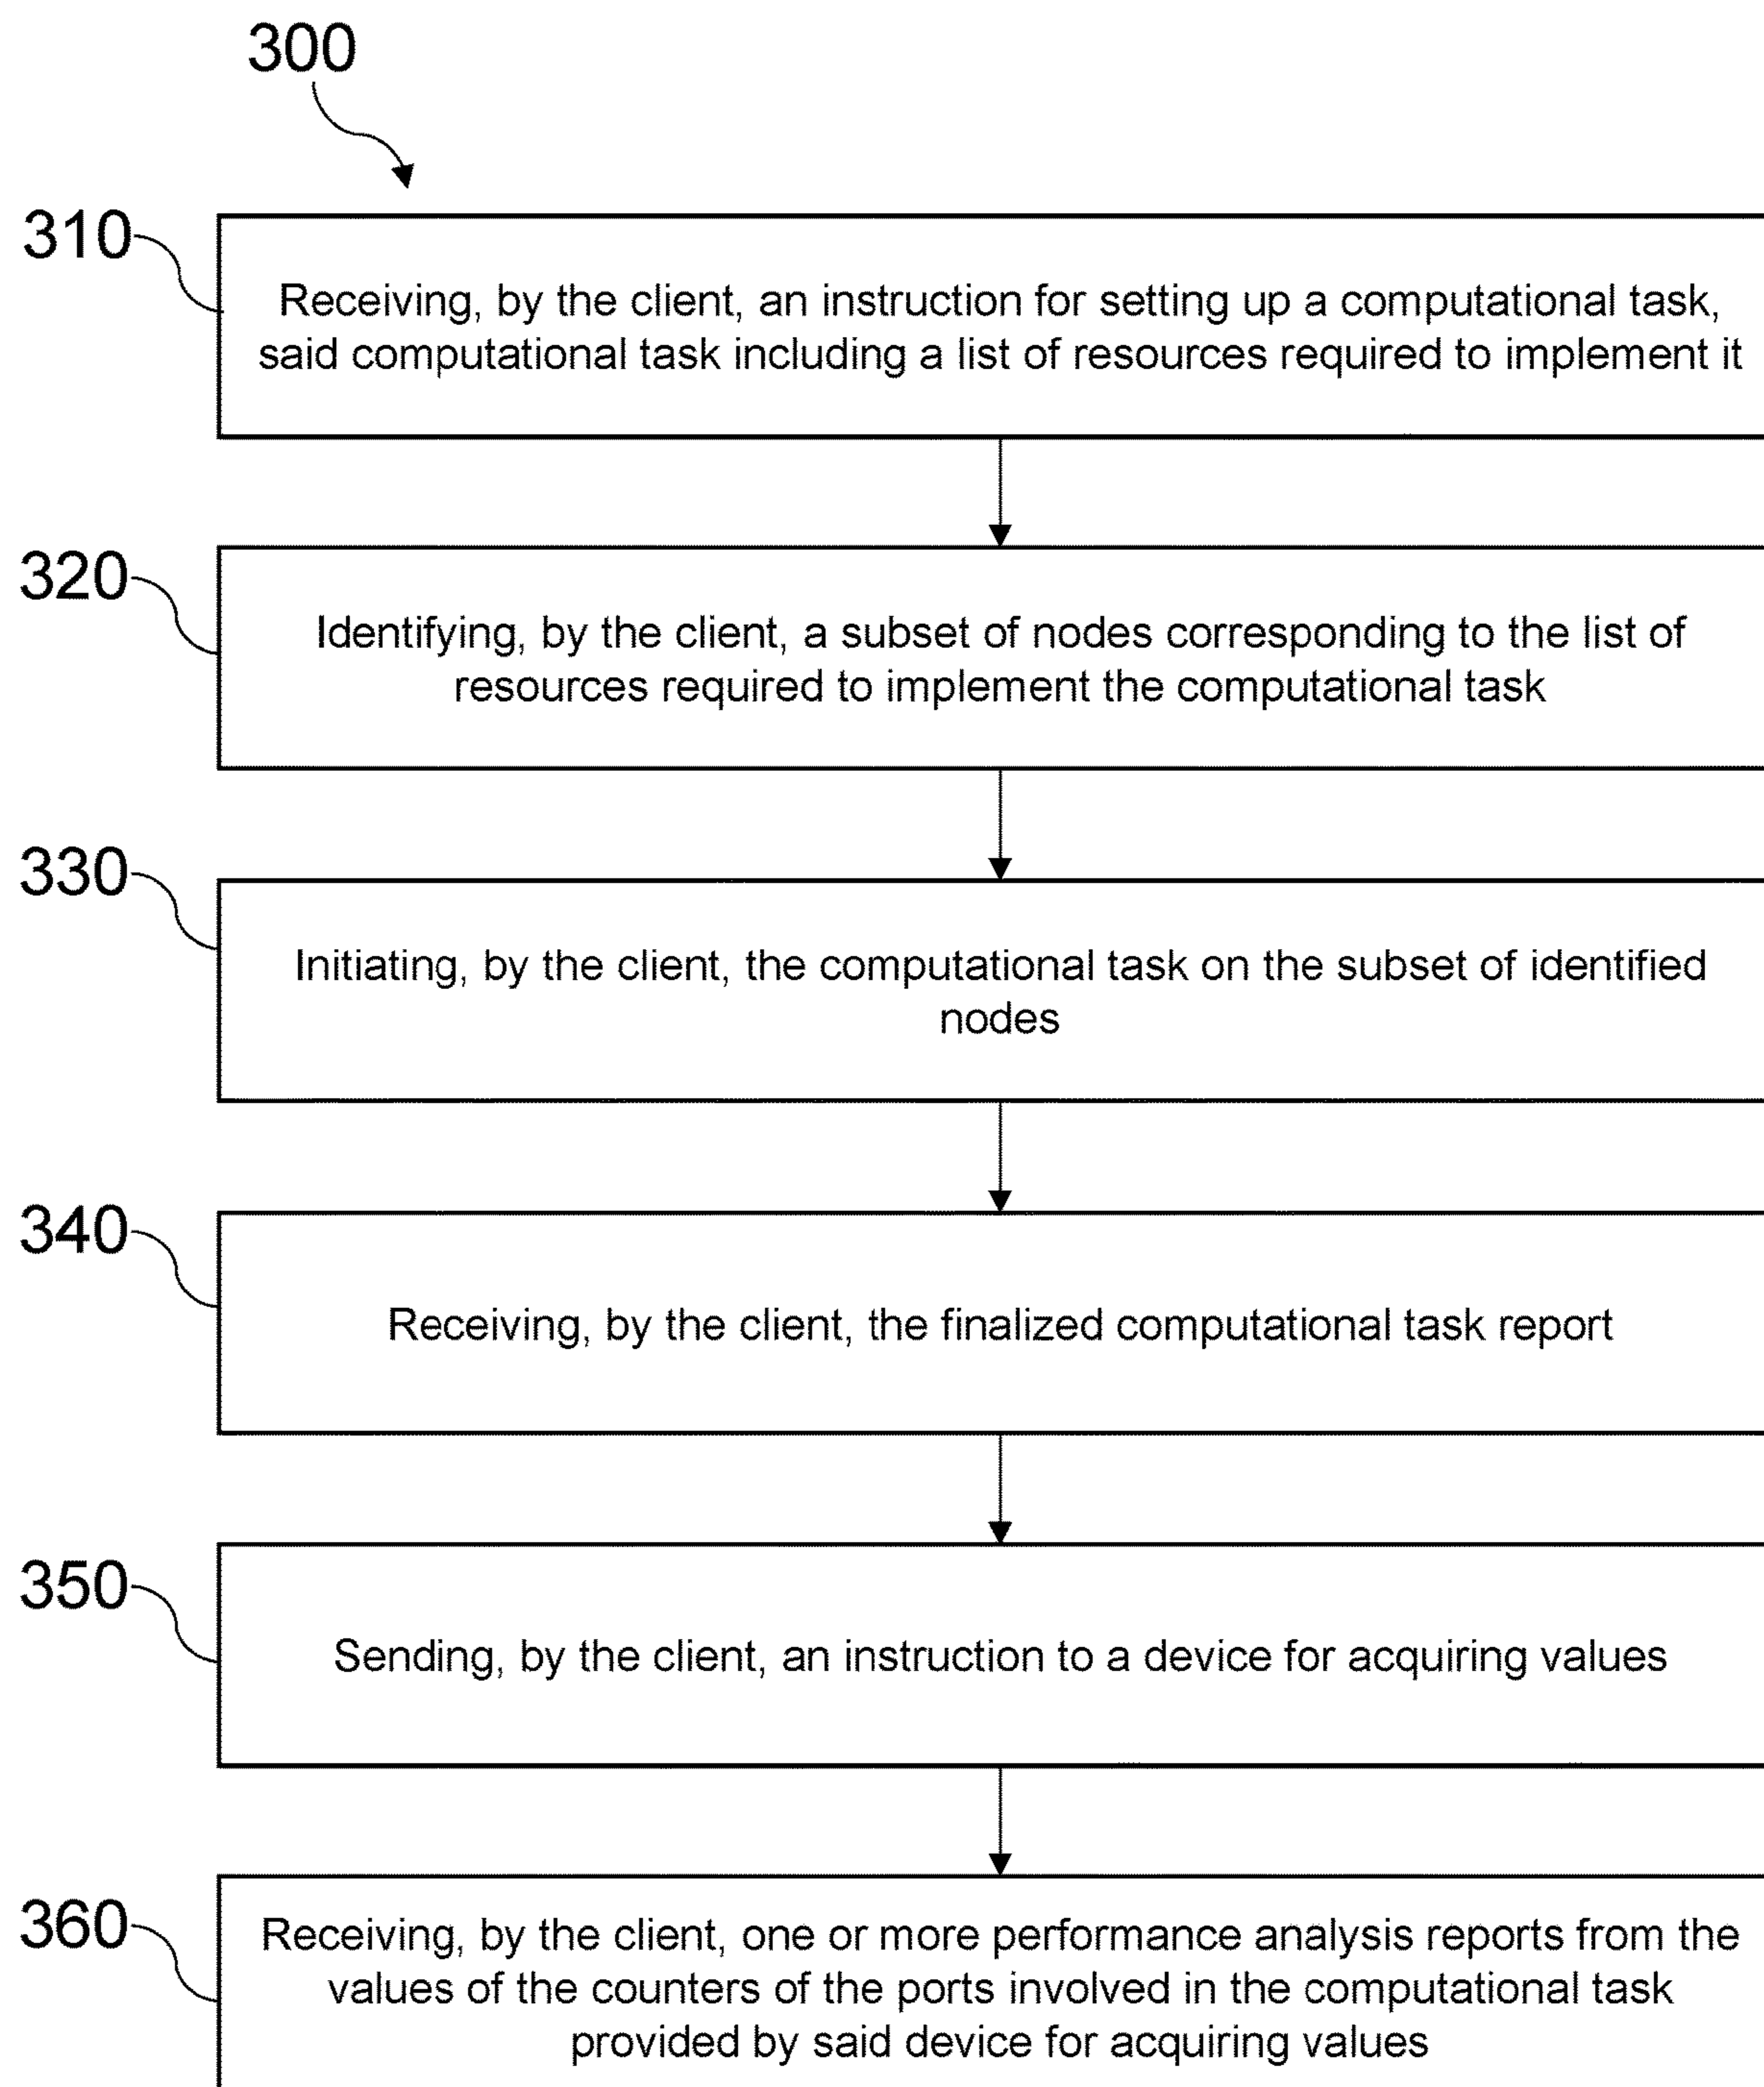 300
310
Receiving, by the client, an instruction for setting up a computational task,
said computational task including a list of resources required to implement it
320
Identifying, by the client, a subset of nodes corresponding to the list of
resources required to implement the computational task
330
Initiating, by the client, the computational task on the subset of identified
nodes
340
Receiving, by the client, the finalized computational task report
350
Sending, by the client, an instruction to a device for acquiring values
360
Receiving, by the client, one or more performance analysis reports from the
values of the counters of the ports involved in the computational task
provided by said device for acquiring values